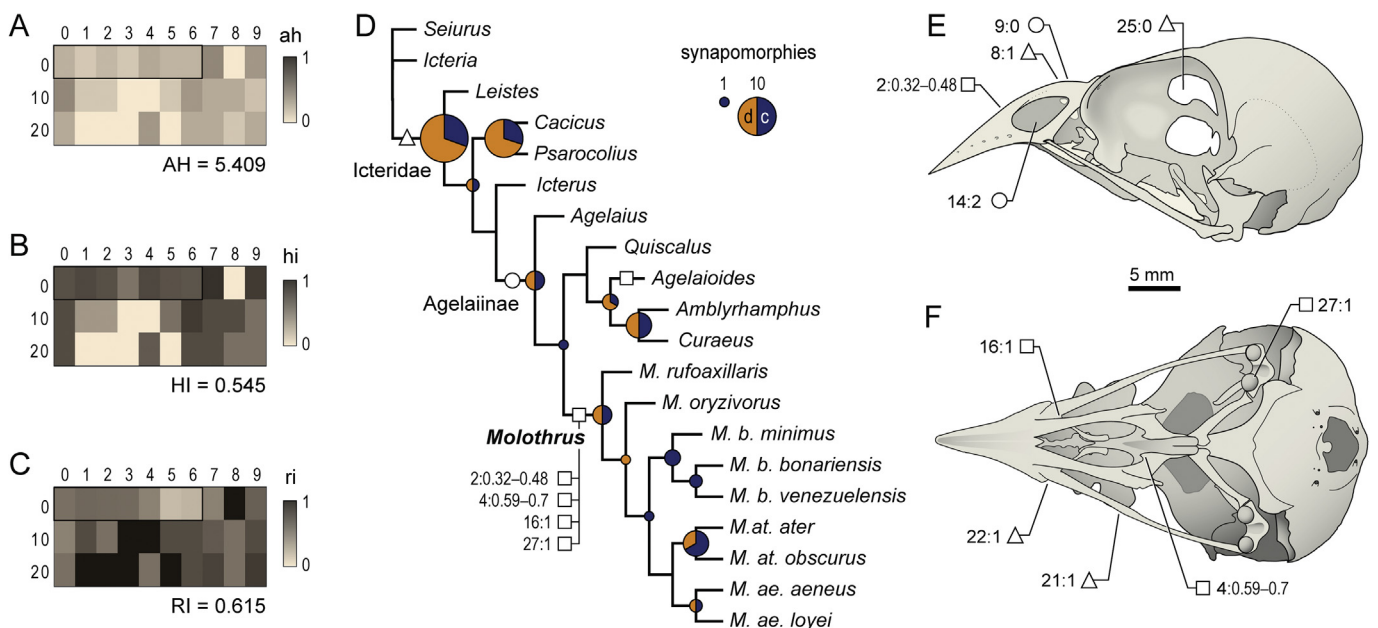 A
0 1 2 3 4 5 6 7 8 9
ah
0
10
20
1
0
AH = 5.409
B
0 1 2 3 4 5 6 7 8 9
hi
0
10
20
1
0
HI = 0.545
C
0 1 2 3 4 5 6 7 8 9
ri
0
10
20
1
0
RI = 0.615
D
Seiurus
Icteria
Leistes
Cacicus
Psarocolius
Icteridae
Icterus
Agelaius
Quiscalus
Agelaioides
Agelaiinae
Amblyrhamphus
Curaeus
M. rufoaxillaris
M. oryzivorus
Molothrus
M. b. minimus
M. b. bonariensis
M. b. venezuelensis
M.at. ater
M. at. obscurus
M. ae. aeneus
M. ae. loyei
2:0.32–0.48
4:0.59–0.7
16:1
27:1
synapomorphies
1 10
d c
E
9:0
8:1
25:0
2:0.32–0.48
14:2
5 mm
F
27:1
16:1
22:1
21:1
4:0.59–0.7